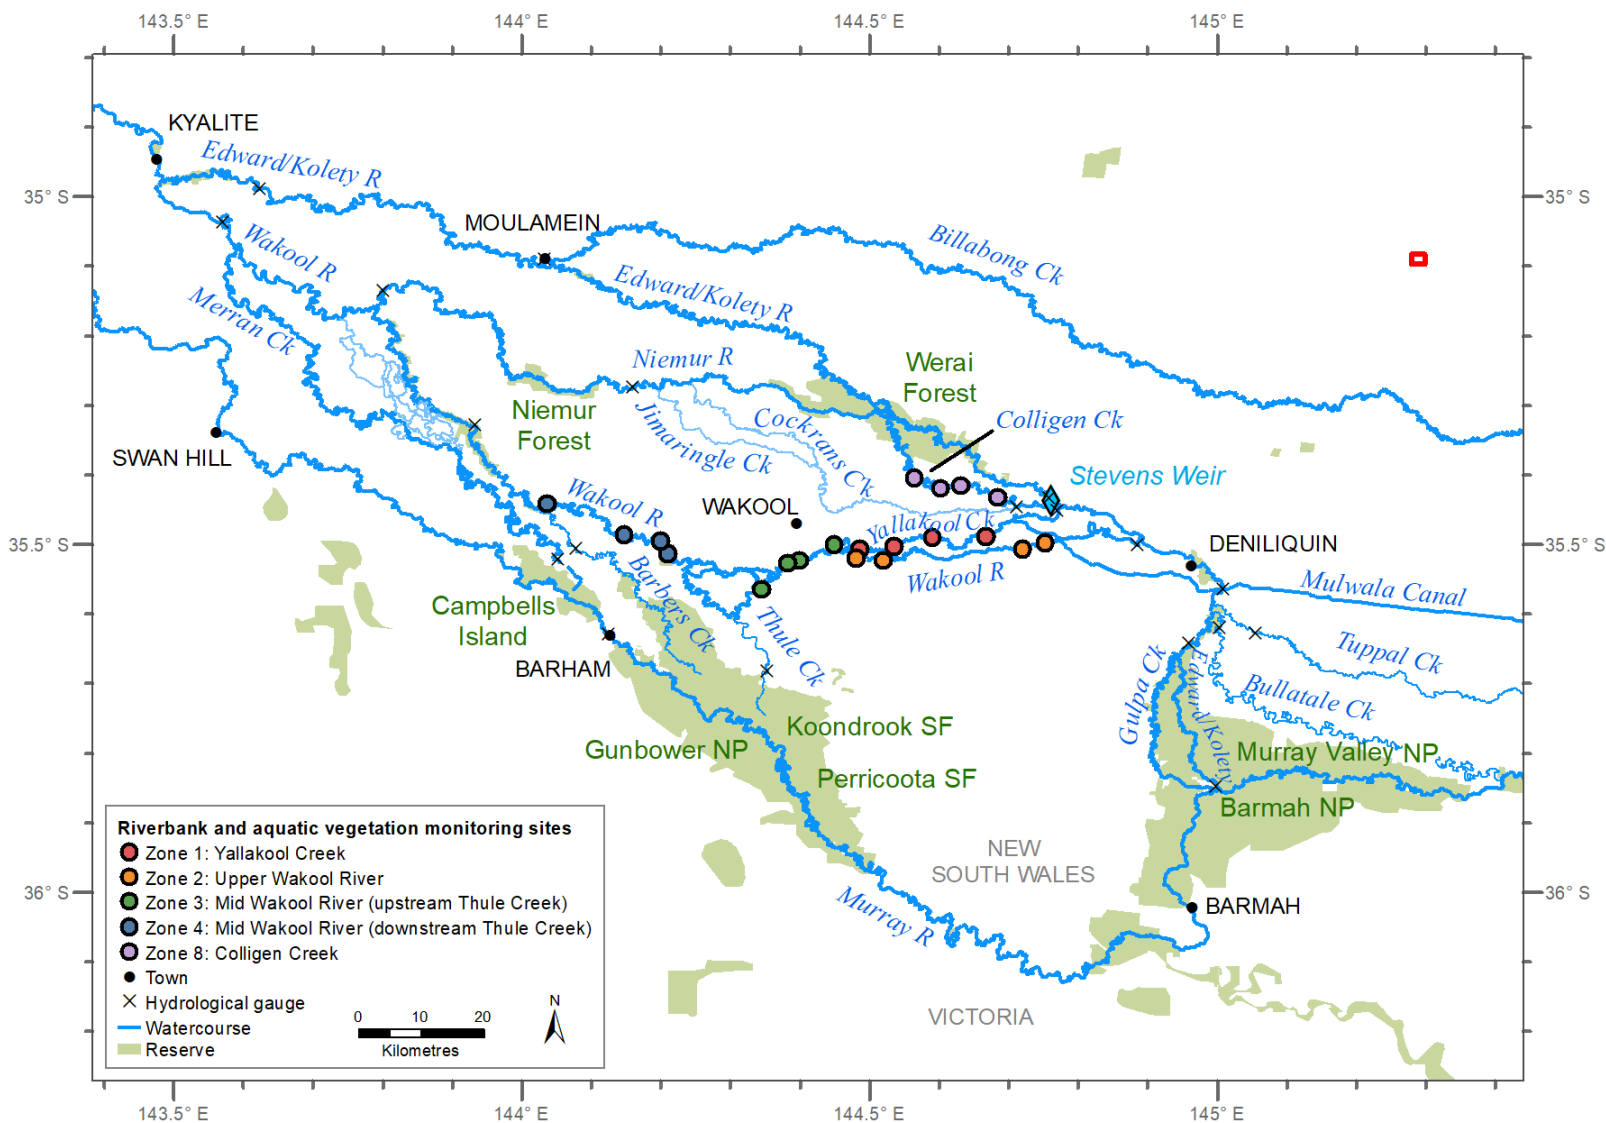 143.5° E
144° E
144.5° E
145° E
KYALITE
Edward/Kolety R
35° S
35° S
MOULAMEIN
Wakool R
Billabong Ck
Edward/Kolety R
Merran Ck
Niemur R
Werai
Forest
Niemur
Forest
Jimaringle Ck
Cockrans Ck
Colligen Ck
SWAN HILL
Stevens Weir
Wakool R
WAKOOL
Yallakool Ck
35.5° S
35.5° S
DENILIQUIN
Wakool R
Mulwala Canal
Barbers Ck
Campbells
Island
Thule Ck
Tuppal Ck
BARHAM
Gulpa Ck
Edward/Kolety
Bullatale Ck
Koondrook SF
Gunbower NP
Murray Valley NP
Perricoota SF
Barmah NP
NEW
SOUTH WALES
36° S
36° S
Murray R
BARMAH
VICTORIA
Riverbank and aquatic vegetation monitoring sites
Zone 1: Yallakool Creek
Zone 2: Upper Wakool River
Zone 3: Mid Wakool River (upstream Thule Creek)
Zone 4: Mid Wakool River (downstream Thule Creek)
Zone 8: Colligen Creek
Town
Hydrological gauge
Watercourse
Reserve
0 10 20
Kilometres
N
143.5° E
144° E
144.5° E
145° E